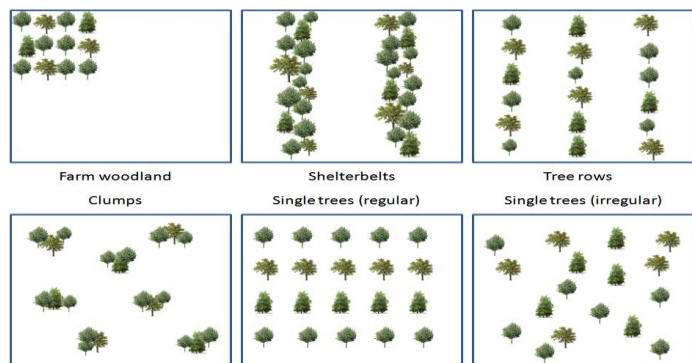 Farm woodland Shelterbelts Tree rows
Clumps Single trees (regular) Single trees (irregular)